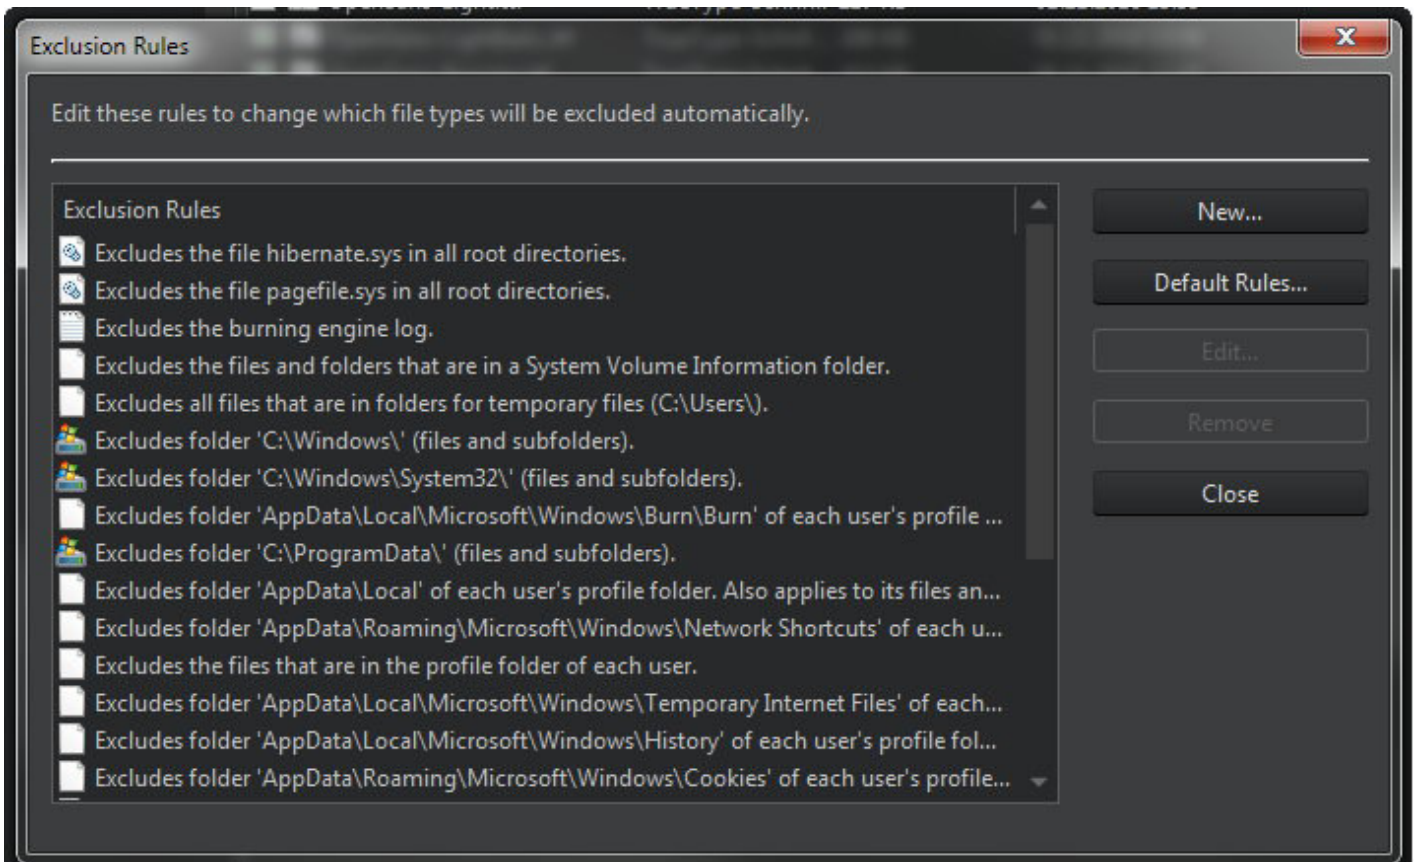 Exclusion Rules
Edit these rules to change which file types will be excluded automatically.
Exclusion Rules
Excludes the file hibernate.sys in all root directories.
Excludes the file pagefile.sys in all root directories.
Excludes the burning engine log.
Excludes the files and folders that are in a System Volume Information folder.
Excludes all files that are in folders for temporary files (C:\Users\).
Excludes folder 'C:\Windows\' (files and subfolders).
Excludes folder 'C:\Windows\System32\' (files and subfolders).
Excludes folder 'AppData\Local\Microsoft\Windows\Burn\Burn' of each user's profile ...
Excludes folder 'C:\ProgramData\' (files and subfolders).
Excludes folder 'AppData\Local' of each user's profile folder. Also applies to its files an...
Excludes folder 'AppData\Roaming\Microsoft\Windows\Network Shortcuts' of each u...
Excludes the files that are in the profile folder of each user.
Excludes folder 'AppData\Local\Microsoft\Windows\Temporary Internet Files' of each...
Excludes folder 'AppData\Local\Microsoft\Windows\History' of each user's profile fol...
Excludes folder 'AppData\Roaming\Microsoft\Windows\Cookies' of each user's profile...
New...
Default Rules...
Edit...
Remove
Close